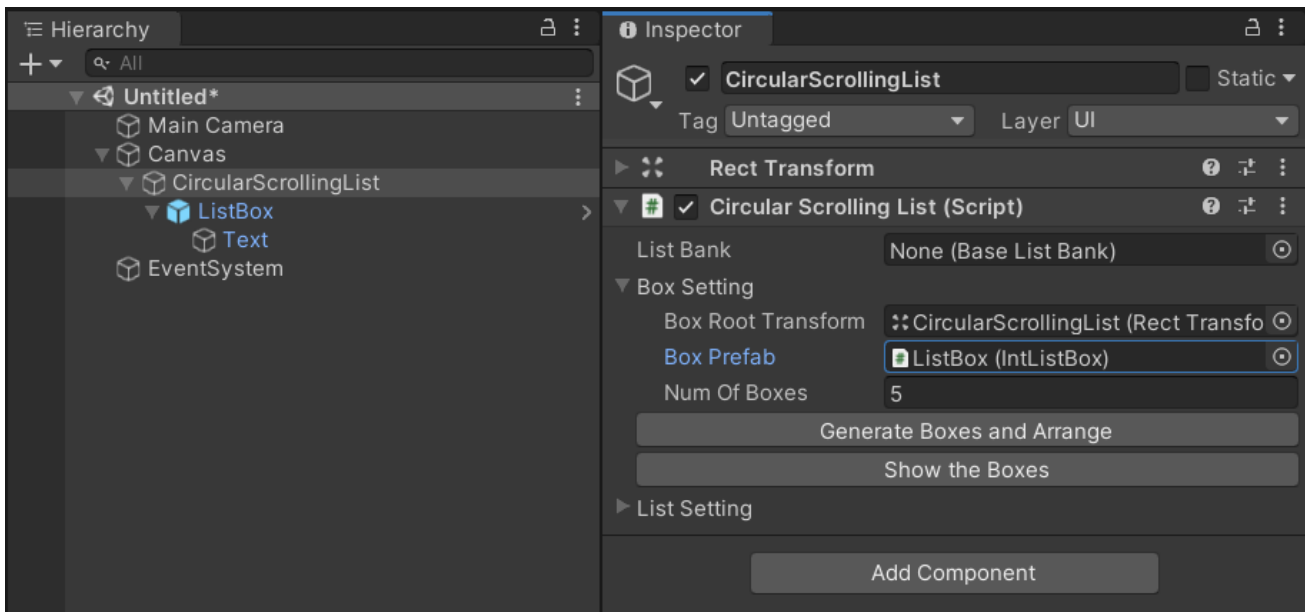 Hierarchy
All
Untitled*
Main Camera
Canvas
CircularScrollingList
ListBox
Text
EventSystem
Inspector
CircularScrollingList
Static
Tag Untagged Layer UI
Rect Transform
# Circular Scrolling List (Script)
List Bank None (Base List Bank)
Box Setting
Box Root Transform CircularScrollingList (Rect Transfo
Box Prefab # ListBox (IntListBox)
Num Of Boxes 5
Generate Boxes and Arrange
Show the Boxes
List Setting
Add Component